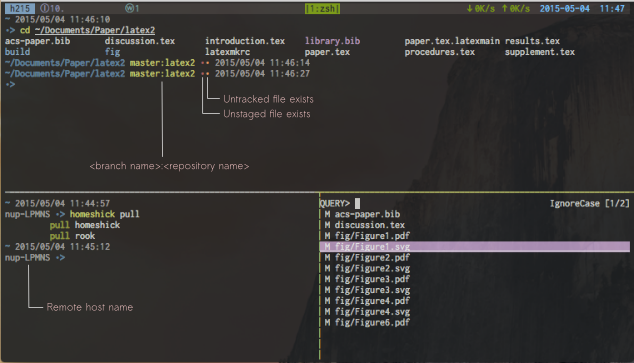 h215 ①10. Ⓦ1 [1:zsh] ↓0K/s ↑0K/s 2015-05-04 11:47
~ 2015/05/04 11:46:10
-> cd ~/Documents/Paper/latex2
acs-paper.bib discussion.tex introduction.tex library.bib paper.tex.latexmain results.tex
build fig latexmkrc paper.tex procedures.tex supplement.tex
~/Documents/Paper/latex2 master:latex2 •• 2015/05/04 11:46:14
~/Documents/Paper/latex2 master:latex2 •• 2015/05/04 11:46:27
->
Untracked file exists
Unstaged file exists
<branch name>:<repository name>
~ 2015/05/04 11:44:57
nup-LPMNS -> homeshick pull
pull homeshick
pull rook
~ 2015/05/04 11:45:12
nup-LPMNS ->
Remote host name
QUERY> IgnoreCase [1/2]
M acs-paper.bib
M discussion.tex
M fig/Figure1.pdf
M fig/Figure1.svg
M fig/Figure2.pdf
M fig/Figure2.svg
M fig/Figure3.pdf
M fig/Figure3.svg
M fig/Figure4.pdf
M fig/Figure4.svg
M fig/Figure6.pdf